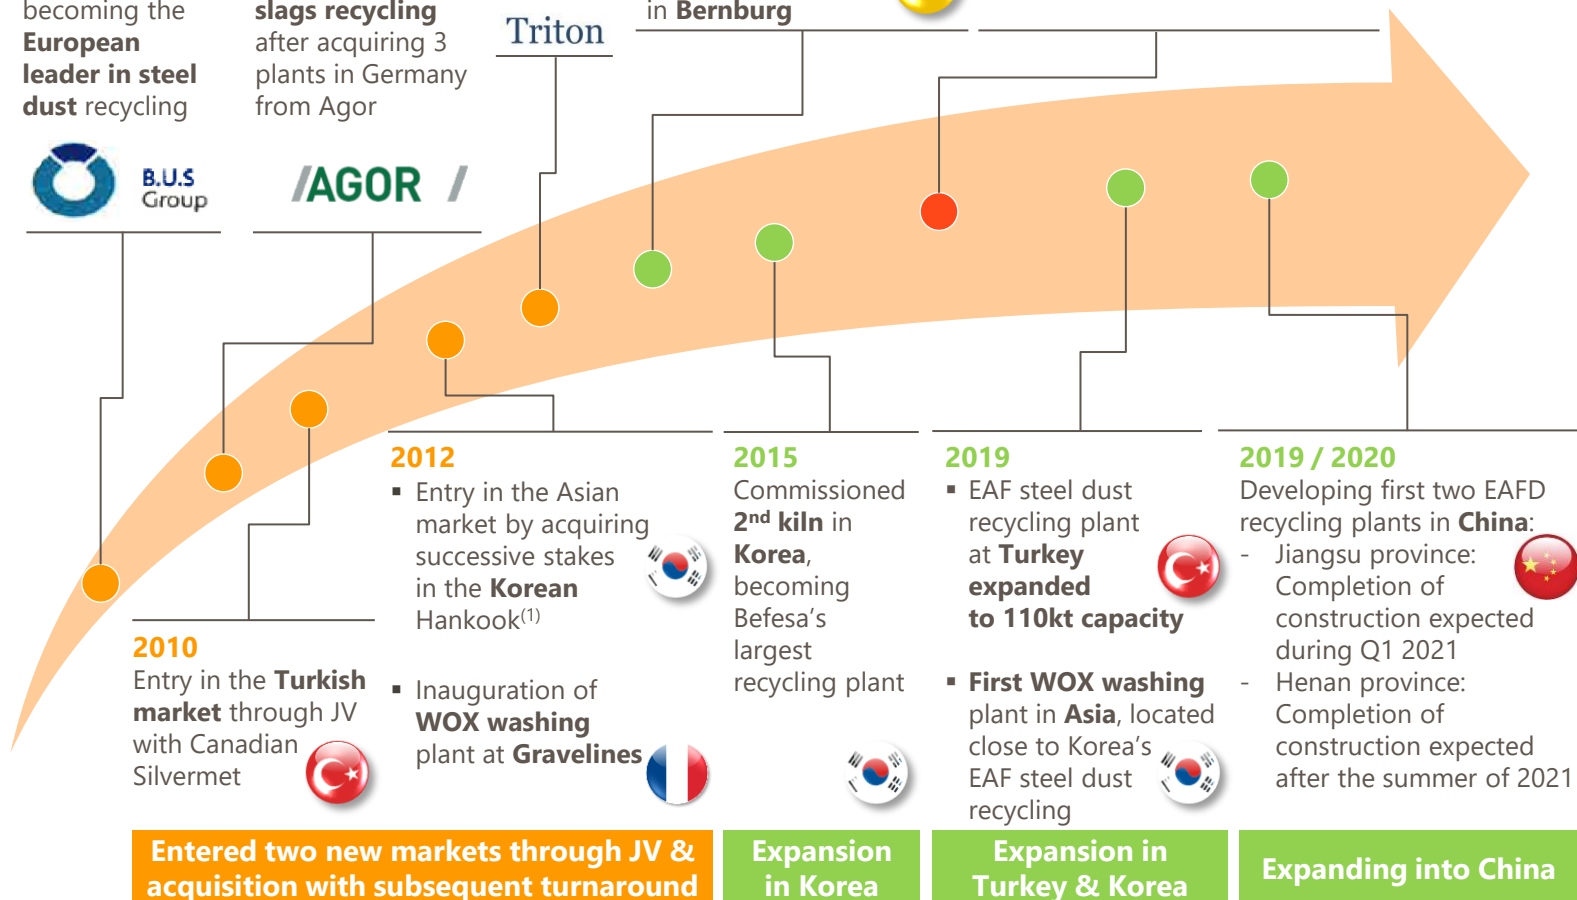 becoming the
European
leader in steel
dust recycling
slags recycling
after acquiring 3
plants in Germany
from Agor
Triton
in Bernburg
B.U.S
Group
/AGOR /
2010
Entry in the Turkish
market through JV
with Canadian
Silvermet
2012
▪ Entry in the Asian
market by acquiring
successive stakes
in the Korean
Hankook(1)
▪ Inauguration of
WOX washing
plant at Gravelines
2015
Commissioned
2nd kiln in
Korea,
becoming
Befesa’s
largest
recycling plant
2019
▪ EAF steel dust
recycling plant
at Turkey
expanded
to 110kt capacity
▪ First WOX washing
plant in Asia, located
close to Korea’s
EAF steel dust
recycling
2019 / 2020
Developing first two EAFD
recycling plants in China:
- Jiangsu province:
Completion of
construction expected
during Q1 2021
- Henan province:
Completion of
construction expected
after the summer of 2021
Entered two new markets through JV &
acquisition with subsequent turnaround
Expansion
in Korea
Expansion in
Turkey & Korea
Expanding into China